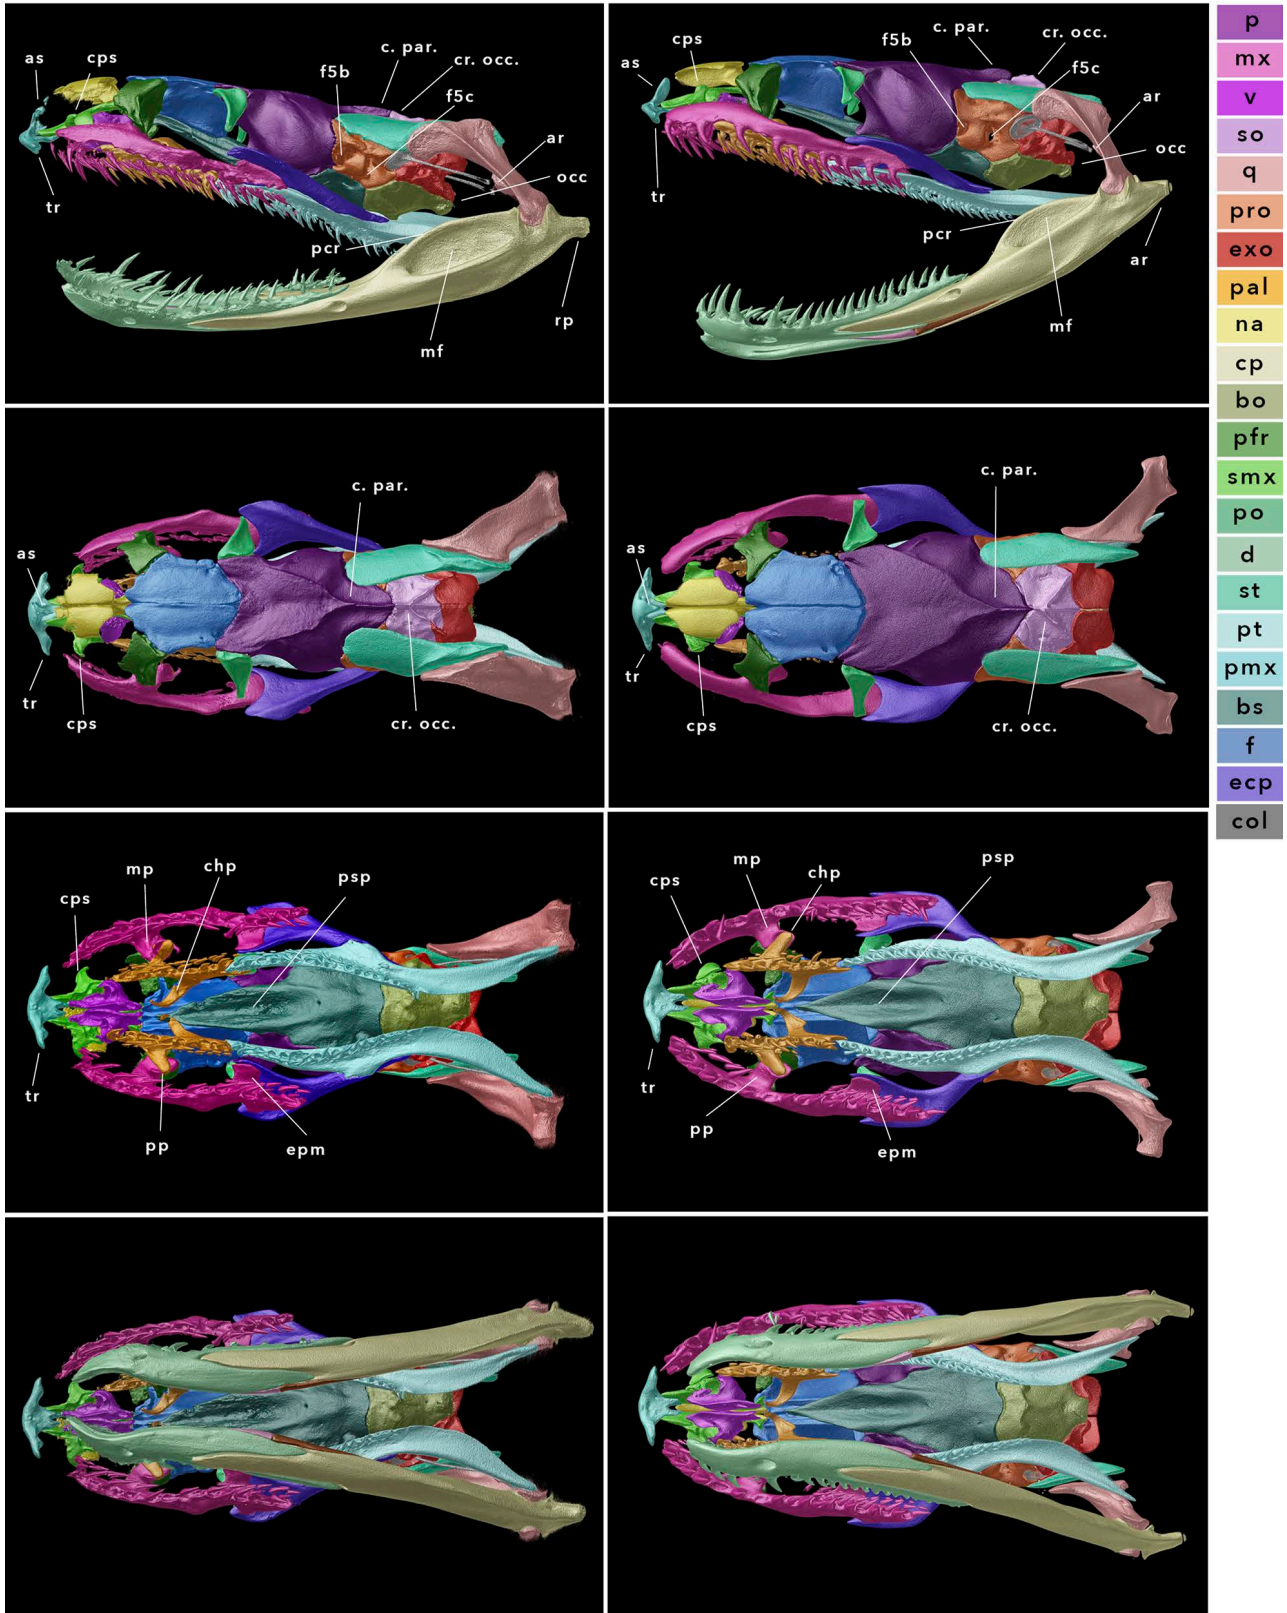 as
cps
f5b
c. par.
cr. occ.
f5c
ar
occ
tr
pcr
mf
rp
as
cps
f5b
c. par.
cr. occ.
f5c
ar
occ
tr
pcr
ar
mf
c. par.
as
tr
cps
cr. occ.
c. par.
as
tr
cps
cr. occ.
cps
mp
chp
psp
tr
pp
epm
cps
mp
chp
psp
tr
pp
epm
p
mx
v
so
q
pro
exo
pal
na
cp
bo
pfr
smx
po
d
st
pt
pmx
bs
f
ecp
col